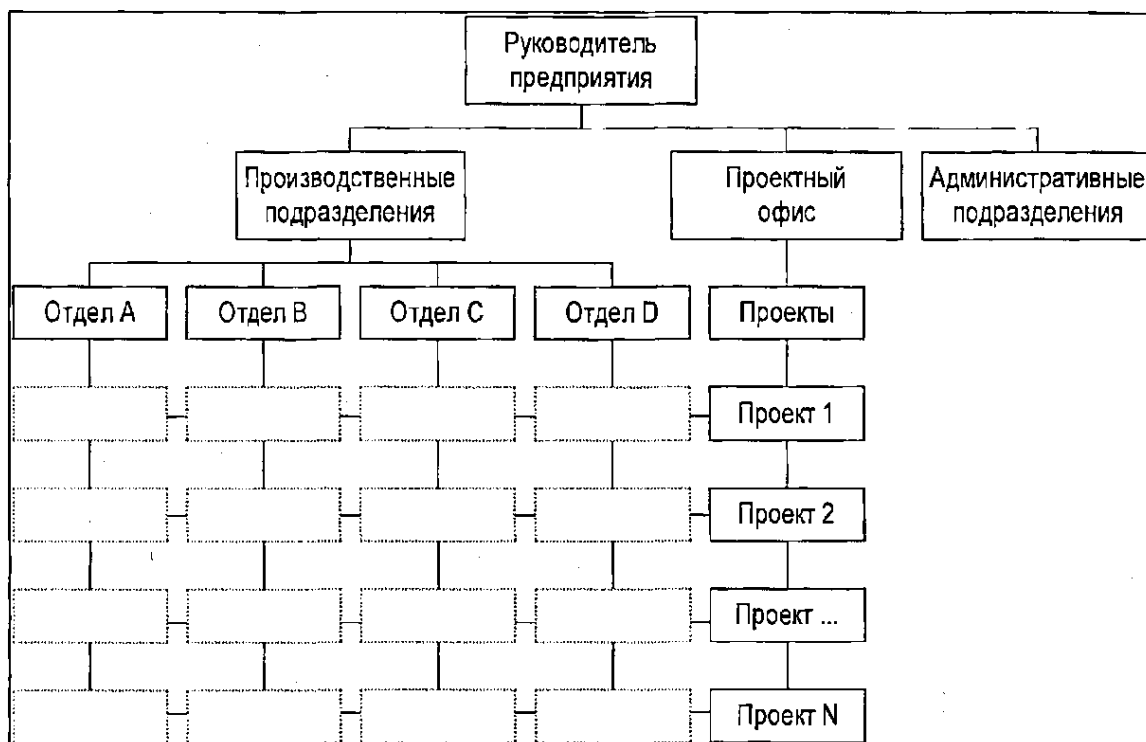 Руководитель
предприятия
Производственные
подразделения
Проектный
офис
Административные
подразделения
Отдел A
Отдел B
Отдел C
Отдел D
Проекты
Проект 1
Проект 2
Проект ...
Проект N